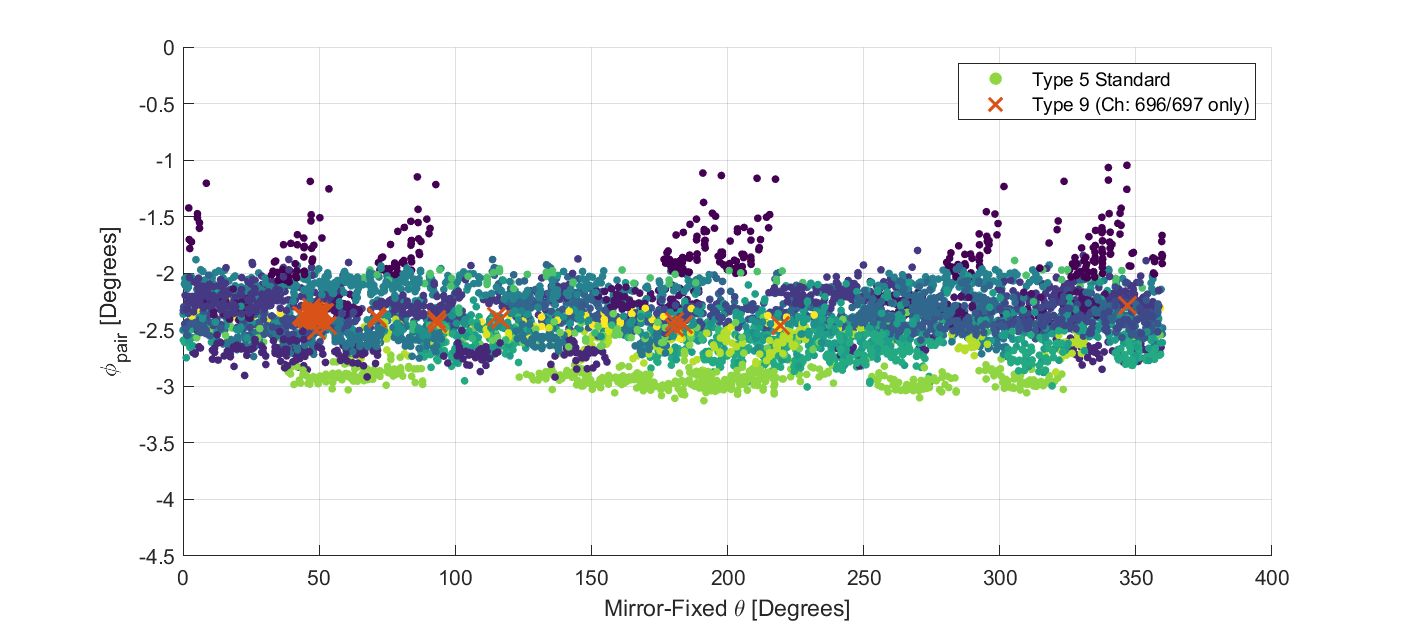 0
-0.5
-1
-1.5
-2
-2.5
-3
-3.5
-4
-4.5
ϕpair [Degrees]
0 50 100 150 200 250 300 350 400
Mirror-Fixed θ [Degrees]
Type 5 Standard
Type 9 (Ch: 696/697 only)